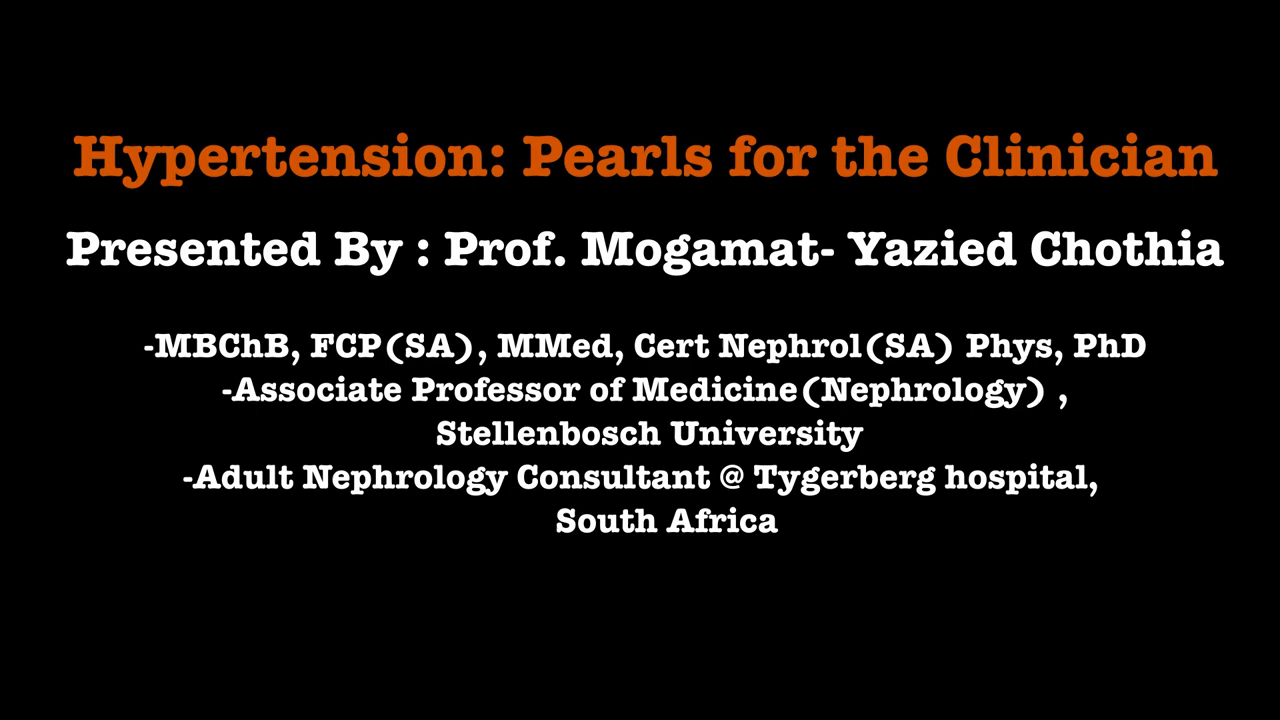 Hypertension: Pearls for the Clinician
Presented By : Prof. Mogamat- Yazied Chothia
-MBChB, FCP(SA), MMed, Cert Nephrol(SA) Phys, PhD
-Associate Professor of Medicine(Nephrology) ,
Stellenbosch University
-Adult Nephrology Consultant @ Tygerberg hospital,
South Africa